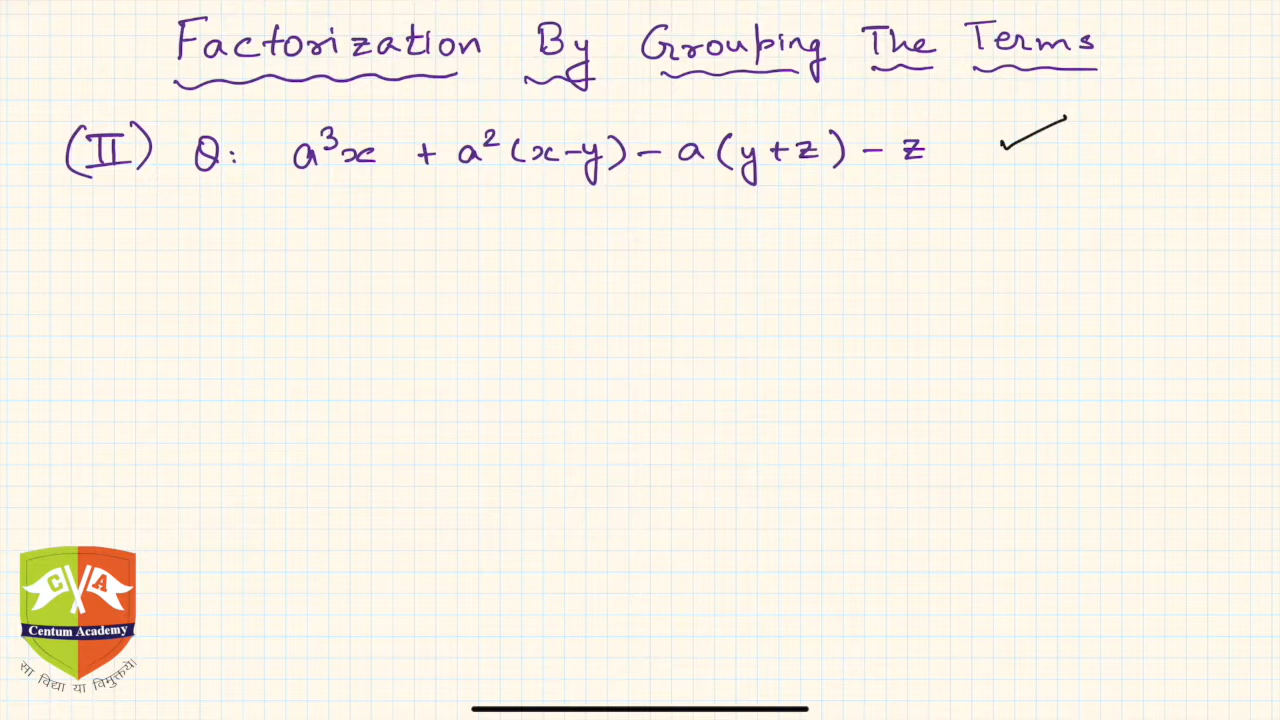 Factorization By Grouping The Terms
(II) Q: a³x + a²(x-y) - a(y+z) - z
C A
Centum Academy
सा विद्या या विमुक्तये।